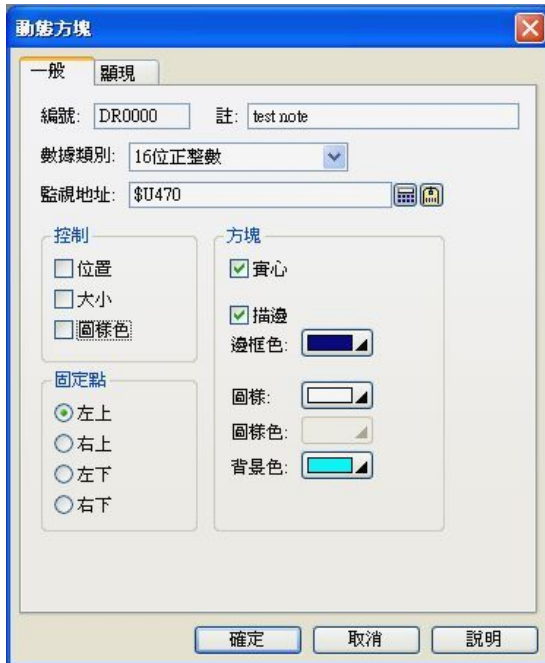 動態方塊
一般 顯現
編號: DR0000 註: test note
數據類別: 16位正整數
監視地址: $U470
控制
位置
大小
圖樣色
固定點
左上
右上
左下
右下
方塊
實心
描邊
邊框色:
圖樣:
圖樣色:
背景色:
確定 取消 説明